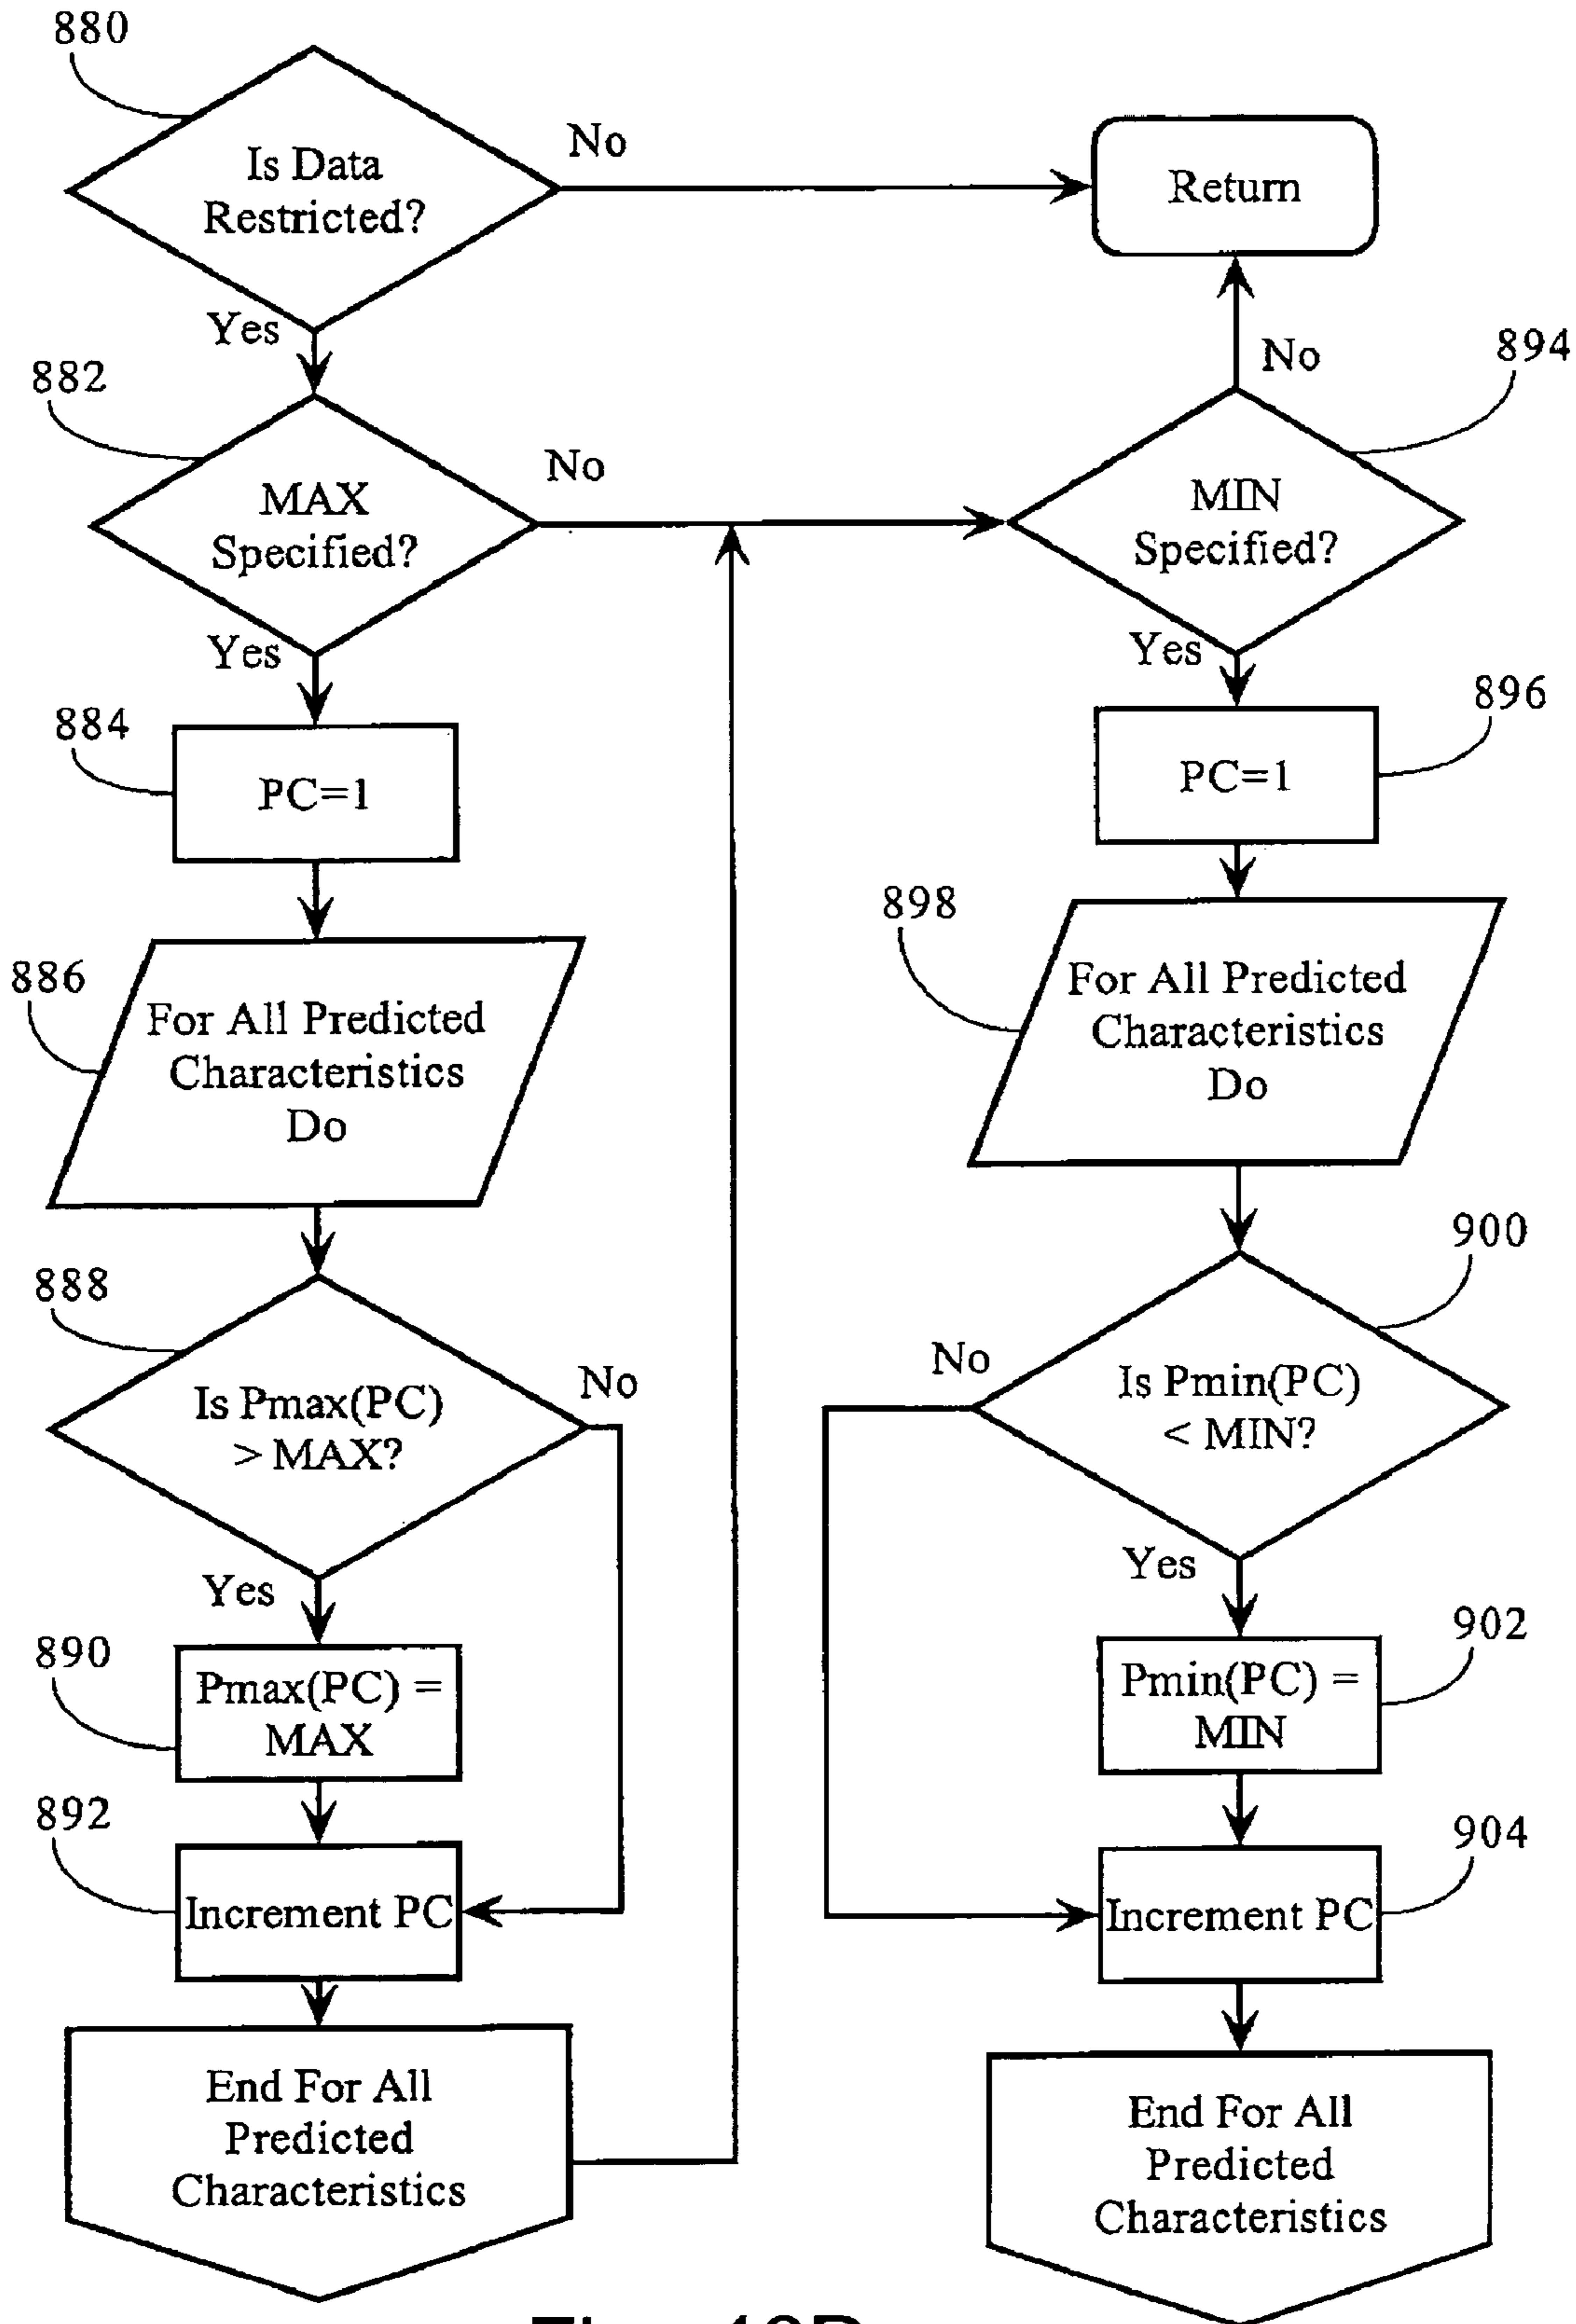 880
Is Data
Restricted?
No
Return
Yes
882
MAX
Specified?
No
No
894
MIN
Specified?
Yes
Yes
884
PC=1
896
PC=1
886
For All Predicted
Characteristics
Do
898
For All Predicted
Characteristics
Do
888
Is Pmax(PC)
> MAX?
No
900
No
Is Pmin(PC)
< MIN?
Yes
Yes
890
Pmax(PC) =
MAX
902
Pmin(PC) =
MIN
892
Increment PC
904
Increment PC
End For All
Predicted
Characteristics
End For All
Predicted
Characteristics